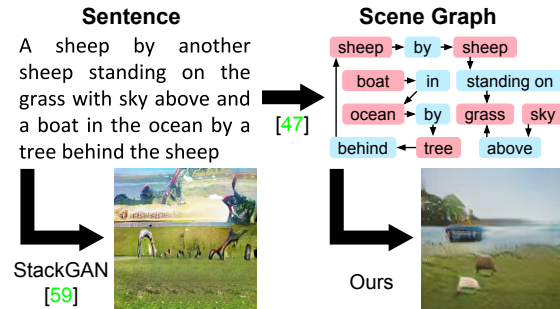 Sentence
A sheep by another
sheep standing on the
grass with sky above and
a boat in the ocean by a
tree behind the sheep
[47]
Scene Graph
sheep by sheep
boat in standing on
ocean by grass sky
behind tree above
StackGAN
[59]
Ours